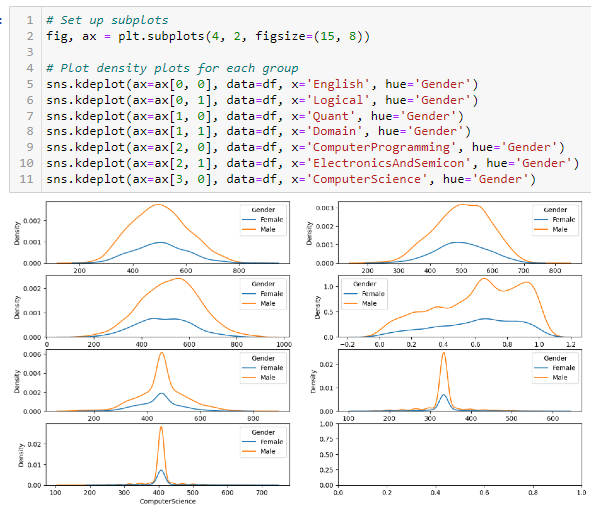 1 # Set up subplots
2 fig, ax = plt.subplots(4, 2, figsize=(15, 8))
3
4 # Plot density plots for each group
5 sns.kdeplot(ax=ax[0, 0], data=df, x='English', hue='Gender')
6 sns.kdeplot(ax=ax[0, 1], data=df, x='Logical', hue='Gender')
7 sns.kdeplot(ax=ax[1, 0], data=df, x='Quant', hue='Gender')
8 sns.kdeplot(ax=ax[1, 1], data=df, x='Domain', hue='Gender')
9 sns.kdeplot(ax=ax[2, 0], data=df, x='ComputerProgramming', hue='Gender')
10 sns.kdeplot(ax=ax[2, 1], data=df, x='ElectronicsAndSemicon', hue='Gender')
11 sns.kdeplot(ax=ax[3, 0], data=df, x='ComputerScience', hue='Gender')
Density
0.002
0.001
0.000
Gender
Female
Male
200 400 600 800
Density
0.003
0.002
0.001
0.000
Gender
Female
Male
200 300 400 500 600 700 800
Density
0.002
0.001
0.000
Gender
Female
Male
0 200 400 600 800 1000
Density
1.0
0.5
0.0
Gender
Female
Male
−0.2 0.0 0.2 0.4 0.6 0.8 1.0 1.2
Density
0.006
0.004
0.002
0.000
Gender
Female
Male
200 400 600 800
Density
0.02
0.01
0.00
Gender
Female
Male
100 200 300 400 500 600
Density
0.02
0.01
0.00
Gender
Female
Male
100 200 300 400 500 600 700
ComputerScience
1.00
0.75
0.50
0.25
0.00
0.0 0.2 0.4 0.6 0.8 1.0